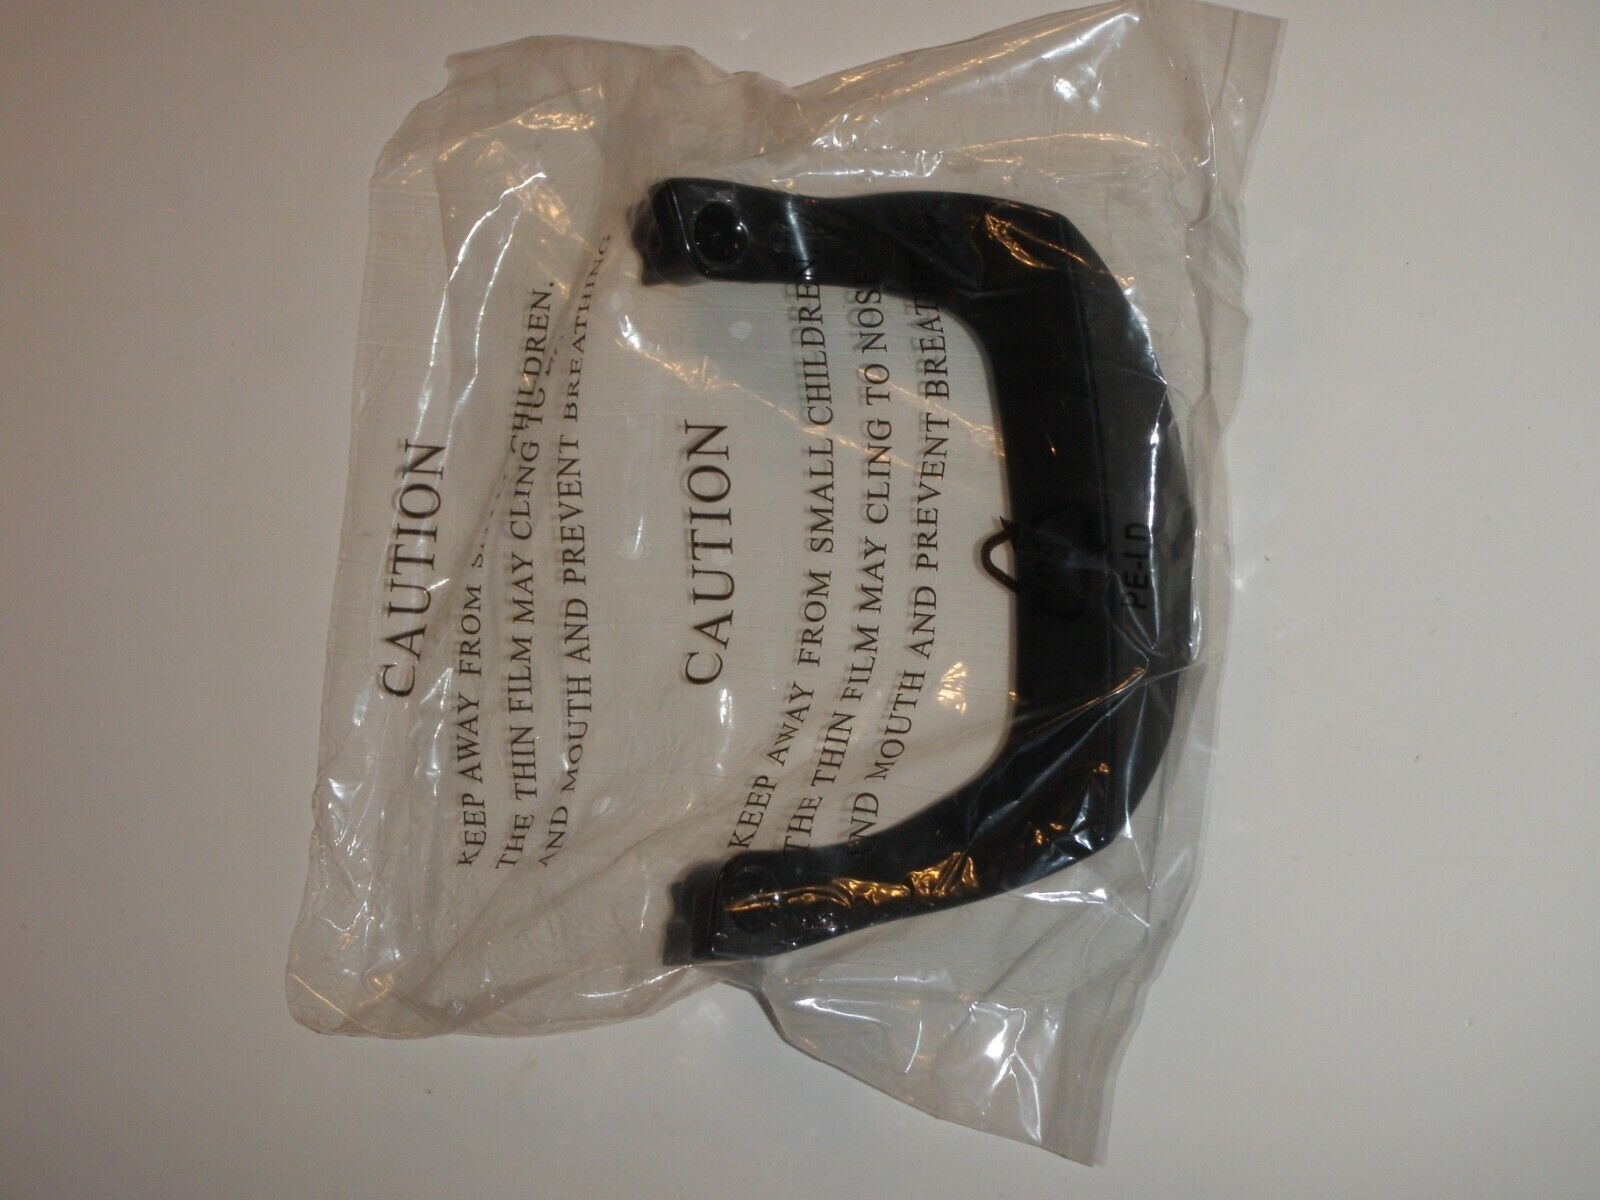 CAUTION
KEEP AWAY FROM
THE THIN FILM MAY CLING TO CHILDREN.
AND MOUTH AND PREVENT BREATHING
CAUTION
KEEP AWAY FROM SMALL CHILDREN
THE THIN FILM MAY CLING TO NOSE
AND MOUTH AND PREVENT
PE-LD